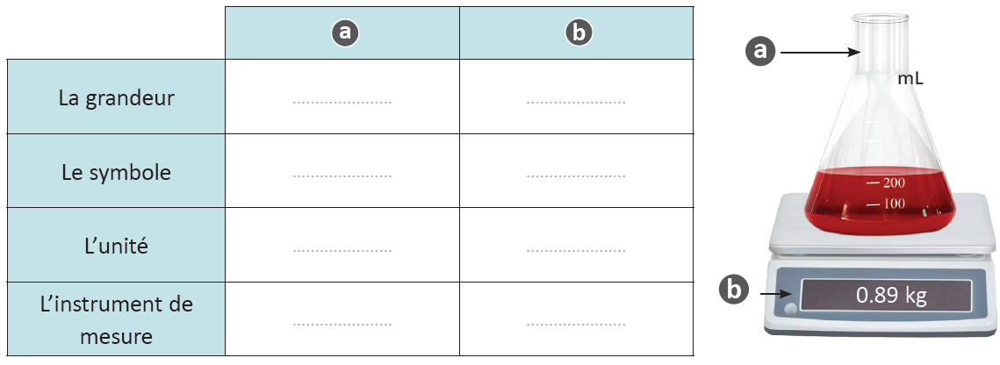 a b
La grandeur
Le symbole
L'unité
L'instrument de
mesure
a
mL
200
100
b
0.89 kg